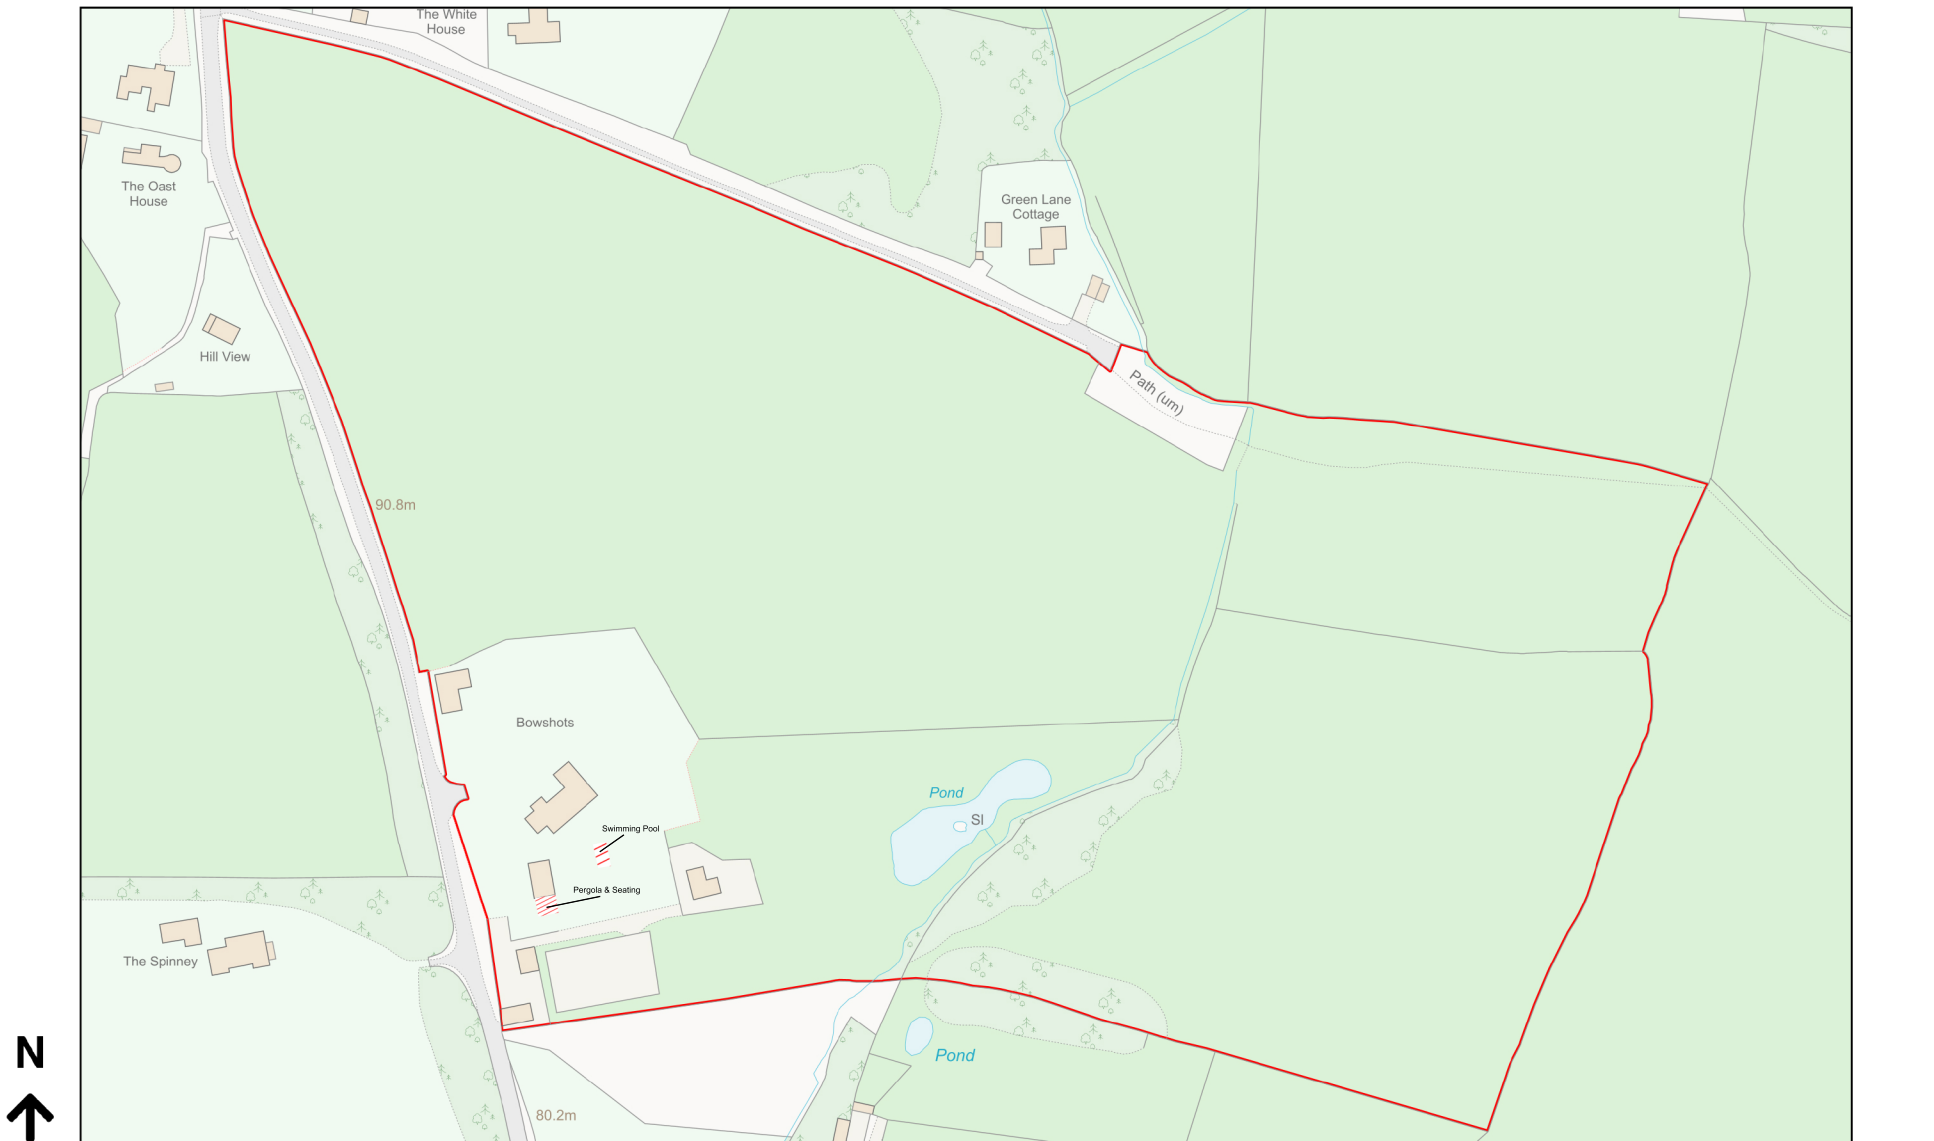 The White
House
The Oast
House
Green Lane
Cottage
Hill View
Path (um)
90.8m
Bowshots
Pond
Sl
Swimming Pool
Pergola & Seating
The Spinney
N
Pond
80.2m